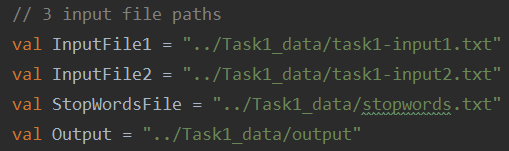 // 3 input file paths
val InputFile1 = "../Task1_data/task1-input1.txt"
val InputFile2 = "../Task1_data/task1-input2.txt"
val StopWordsFile = "../Task1_data/stopwords.txt"
val Output = "../Task1_data/output"